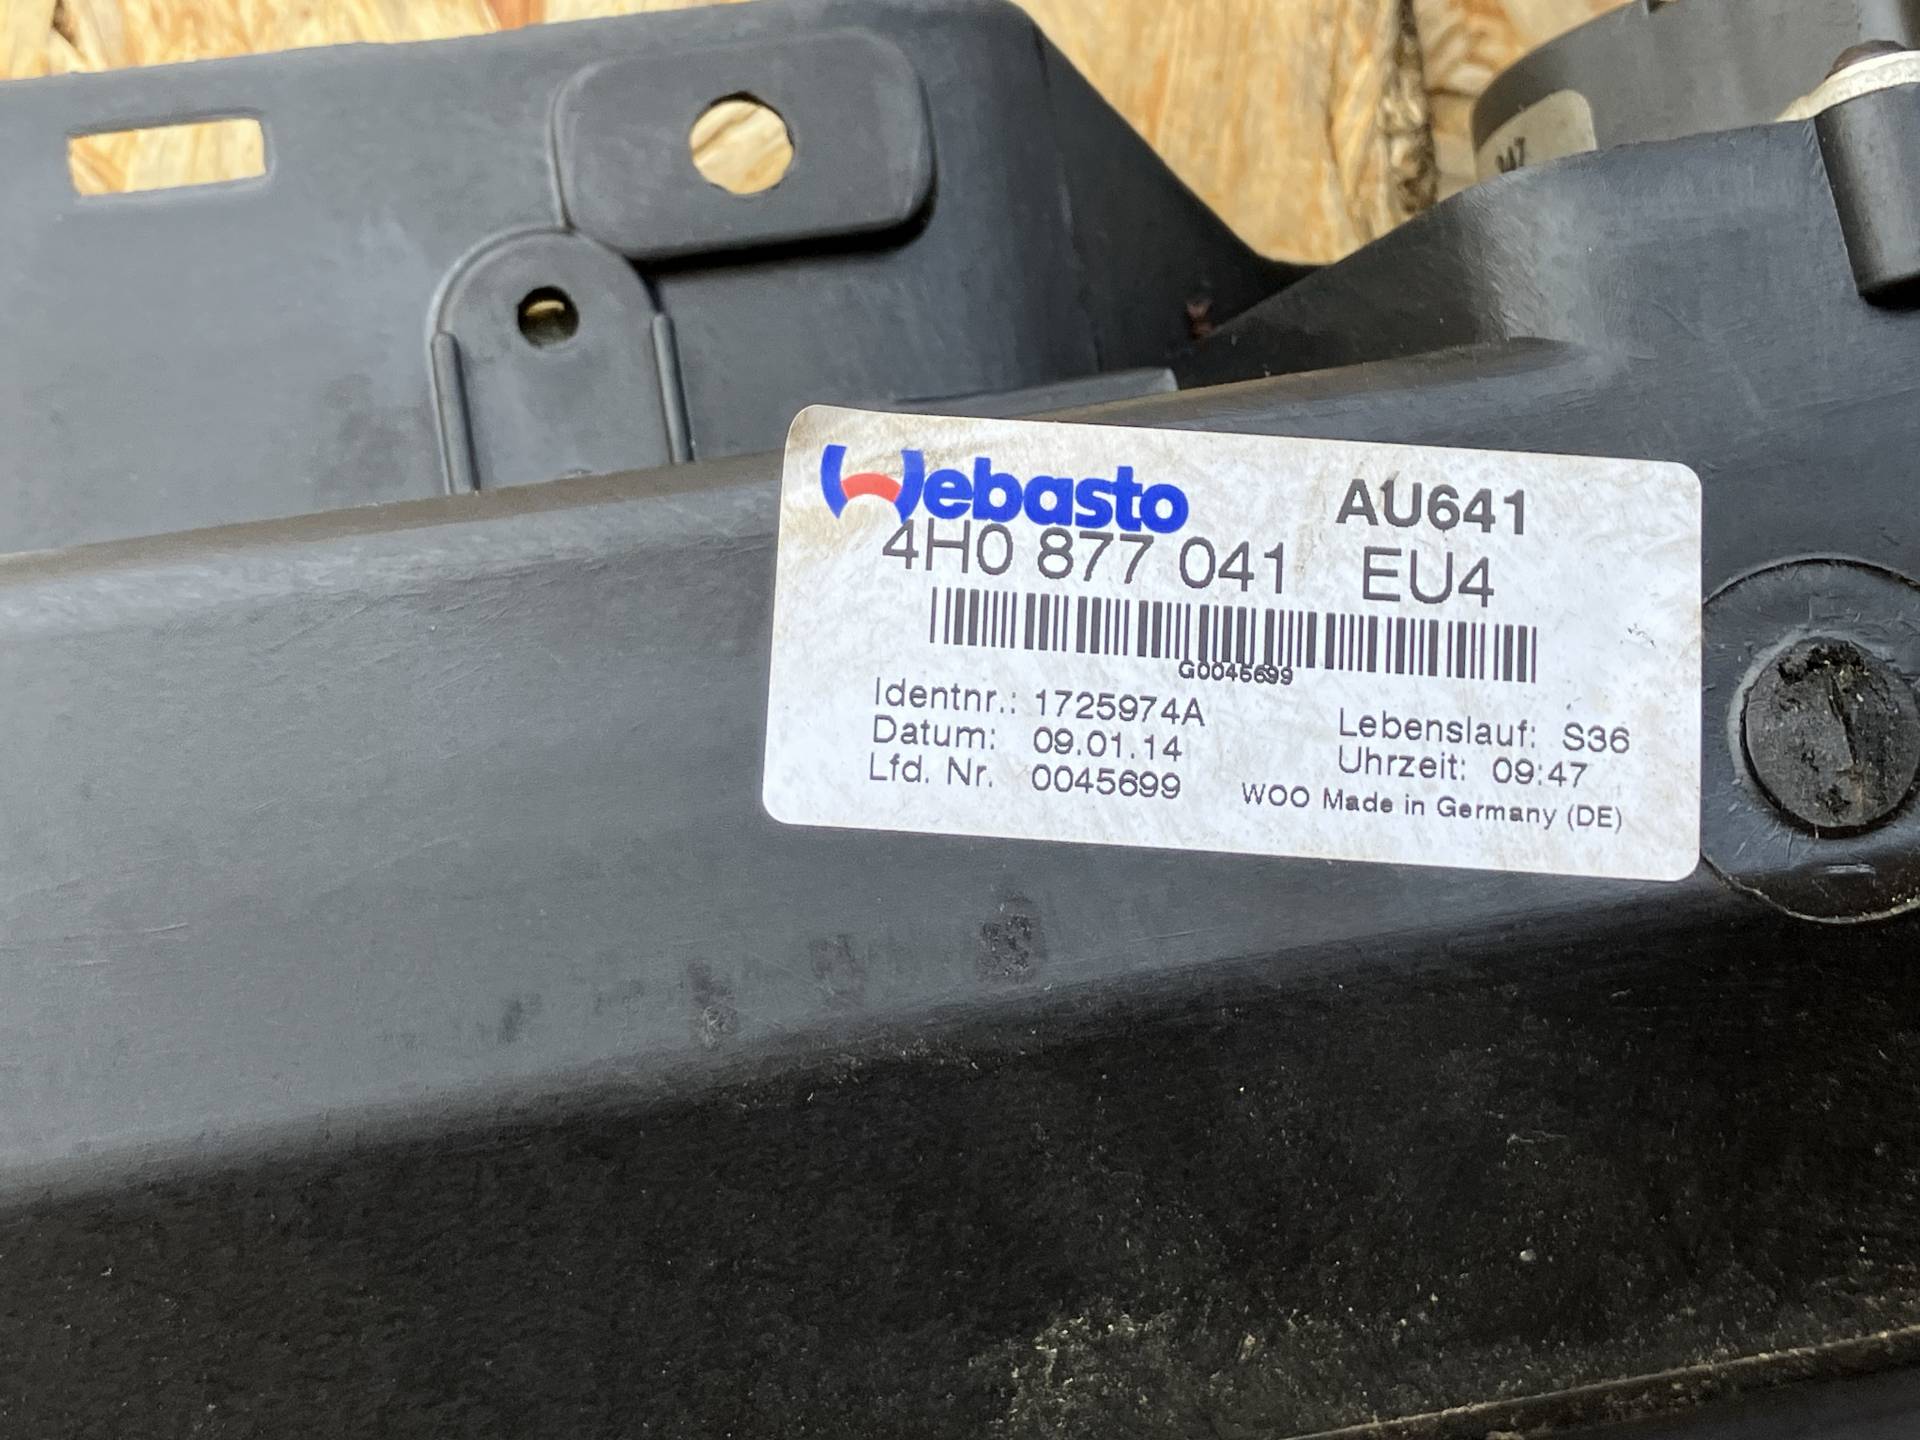 Webasto AU641
4H0 877 041 EU4
G0045699
Identnr.: 1725974A
Datum: 09.01.14
Lfd. Nr. 0045699
Lebenslauf: S36
Uhrzeit: 09:47
WOO Made in Germany (DE)